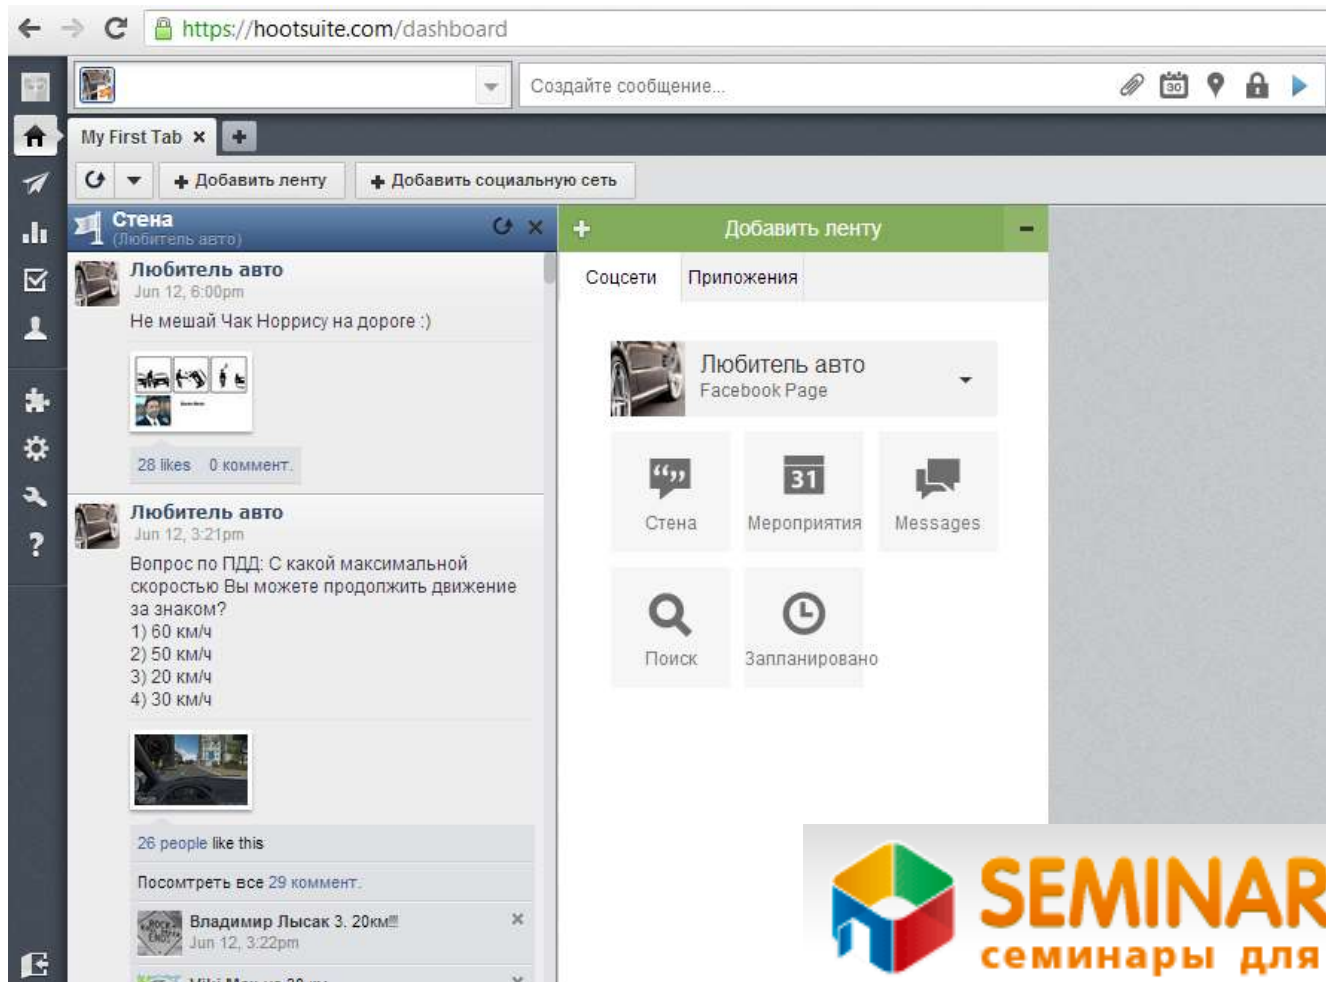 https://hootsuite.com/dashboard
Создайте сообщение...
30
My First Tab
Добавить ленту
Добавить социальную сеть
Стена
(Любитель авто)
Любитель авто
Jun 12, 6:00pm
Не мешай Чак Норрису на дороге :)
28 likes 0 коммент.
Любитель авто
Jun 12, 3:21pm
Вопрос по ПДД: С какой максимальной
скоростью Вы можете продолжить движение
за знаком?
1) 60 км/ч
2) 50 км/ч
3) 20 км/ч
4) 30 км/ч
26 people like this
Посомтреть все 29 коммент.
Владимир Лысак 3. 20км!!!
Jun 12, 3:22pm
Добавить ленту
Соцсети Приложения
Любитель авто
Facebook Page
31
Стена Мероприятия Messages
Поиск Запланировано
SEMINAR
семинары для